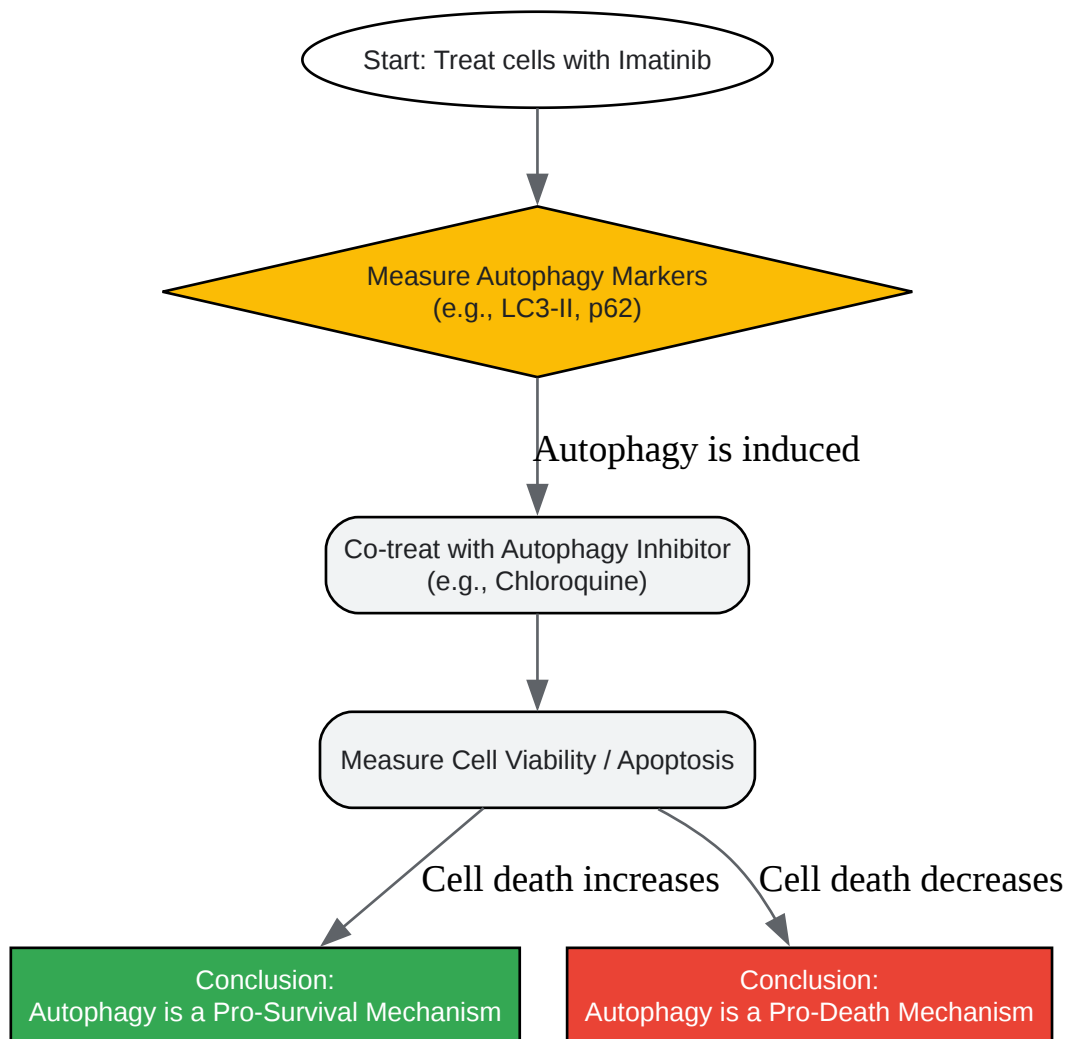 Start: Treat cells with Imatinib
Measure Autophagy Markers
(e.g., LC3-II, p62)
Autophagy is induced
Co-treat with Autophagy Inhibitor
(e.g., Chloroquine)
Measure Cell Viability / Apoptosis
Cell death increases
Cell death decreases
Conclusion:
Autophagy is a Pro-Survival Mechanism
Conclusion:
Autophagy is a Pro-Death Mechanism